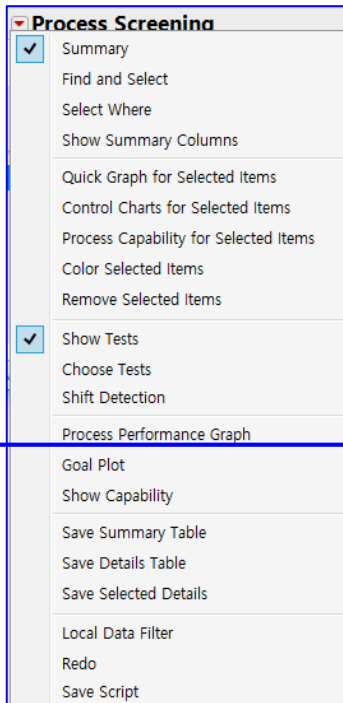 Process Screening
Summary
Find and Select
Select Where
Show Summary Columns
Quick Graph for Selected Items
Control Charts for Selected Items
Process Capability for Selected Items
Color Selected Items
Remove Selected Items
Show Tests
Choose Tests
Shift Detection
Process Performance Graph
Goal Plot
Show Capability
Save Summary Table
Save Details Table
Save Selected Details
Local Data Filter
Redo
Save Script